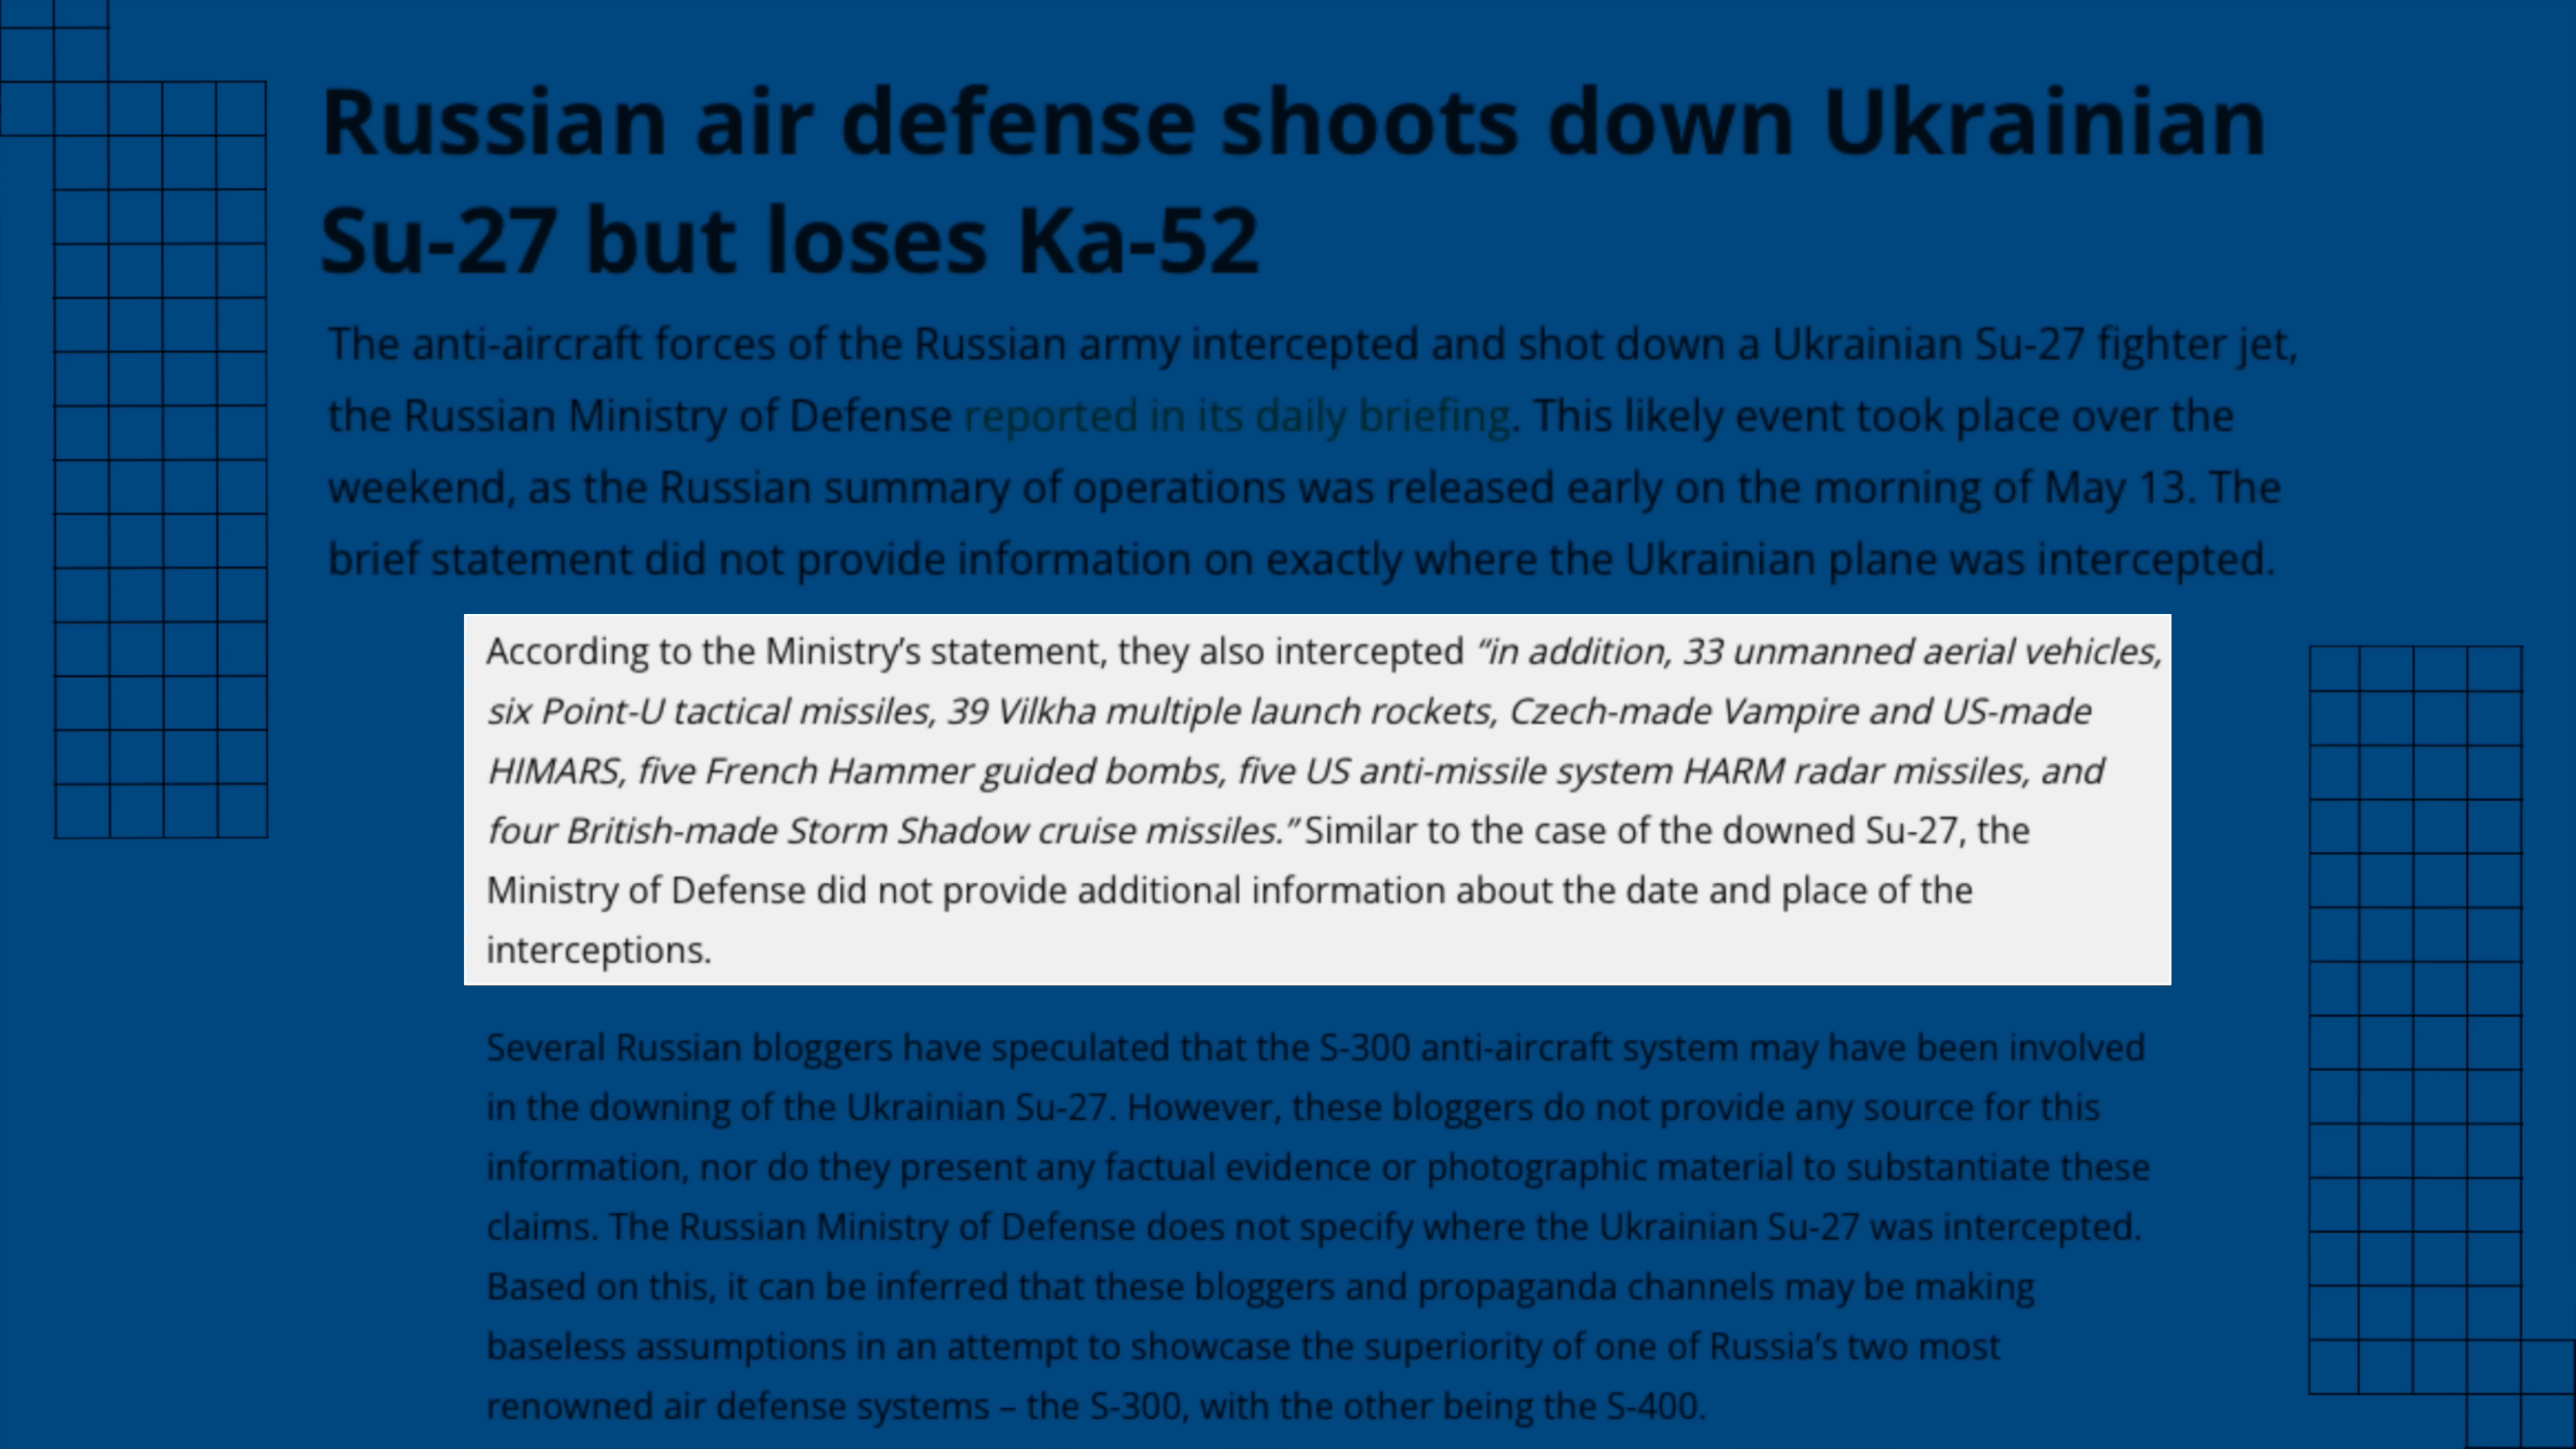 Russian air defense shoots down Ukrainian
Su-27 but loses Ka-52
The anti-aircraft forces of the Russian army intercepted and shot down a Ukrainian Su-27 fighter jet,
the Russian Ministry of Defense reported in its daily briefing. This likely event took place over the
weekend, as the Russian summary of operations was released early on the morning of May 13. The
brief statement did not provide information on exactly where the Ukrainian plane was intercepted.
According to the Ministry’s statement, they also intercepted “in addition, 33 unmanned aerial vehicles,
six Point-U tactical missiles, 39 Vilkha multiple launch rockets, Czech-made Vampire and US-made
HIMARS, five French Hammer guided bombs, five US anti-missile system HARM radar missiles, and
four British-made Storm Shadow cruise missiles.” Similar to the case of the downed Su-27, the
Ministry of Defense did not provide additional information about the date and place of the
interceptions.
Several Russian bloggers have speculated that the S-300 anti-aircraft system may have been involved
in the downing of the Ukrainian Su-27. However, these bloggers do not provide any source for this
information, nor do they present any factual evidence or photographic material to substantiate these
claims. The Russian Ministry of Defense does not specify where the Ukrainian Su-27 was intercepted.
Based on this, it can be inferred that these bloggers and propaganda channels may be making
baseless assumptions in an attempt to showcase the superiority of one of Russia’s two most
renowned air defense systems – the S-300, with the other being the S-400.